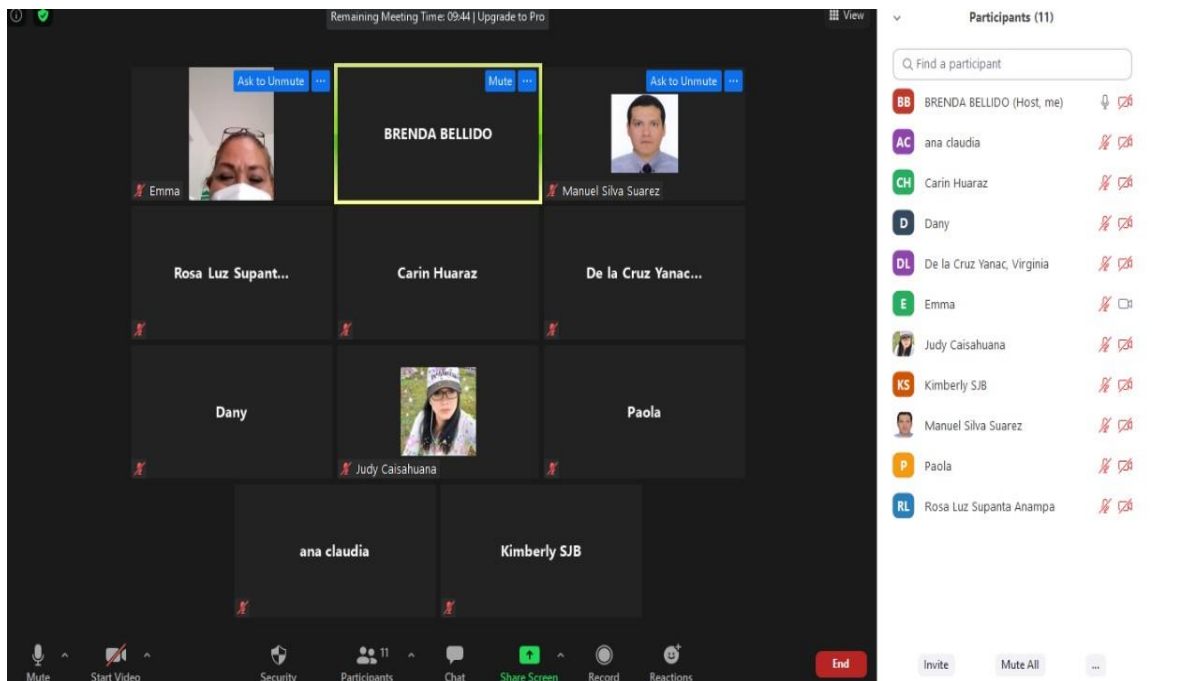 Remaining Meeting Time: 09:44 | Upgrade to Pro
View
Ask to Unmute ...
Emma
Mute ...
BRENDA BELLIDO
Ask to Unmute ...
Manuel Silva Suarez
Rosa Luz Supant...
Carin Huaraz
De la Cruz Yanac...
Dany
Judy Caisahuana
Paola
ana claudia
Kimberly SJB
Mute
Start Video
Security
Participants
11
Chat
Share Screen
Record
Reactions
End
Participants (11)
Find a participant
BB BRENDA BELLIDO (Host, me)
AC ana claudia
CH Carin Huaraz
D Dany
DL De la Cruz Yanac, Virginia
E Emma
Judy Caisahuana
KS Kimberly SJB
Manuel Silva Suarez
P Paola
RL Rosa Luz Supanta Anampa
Invite
Mute All
...